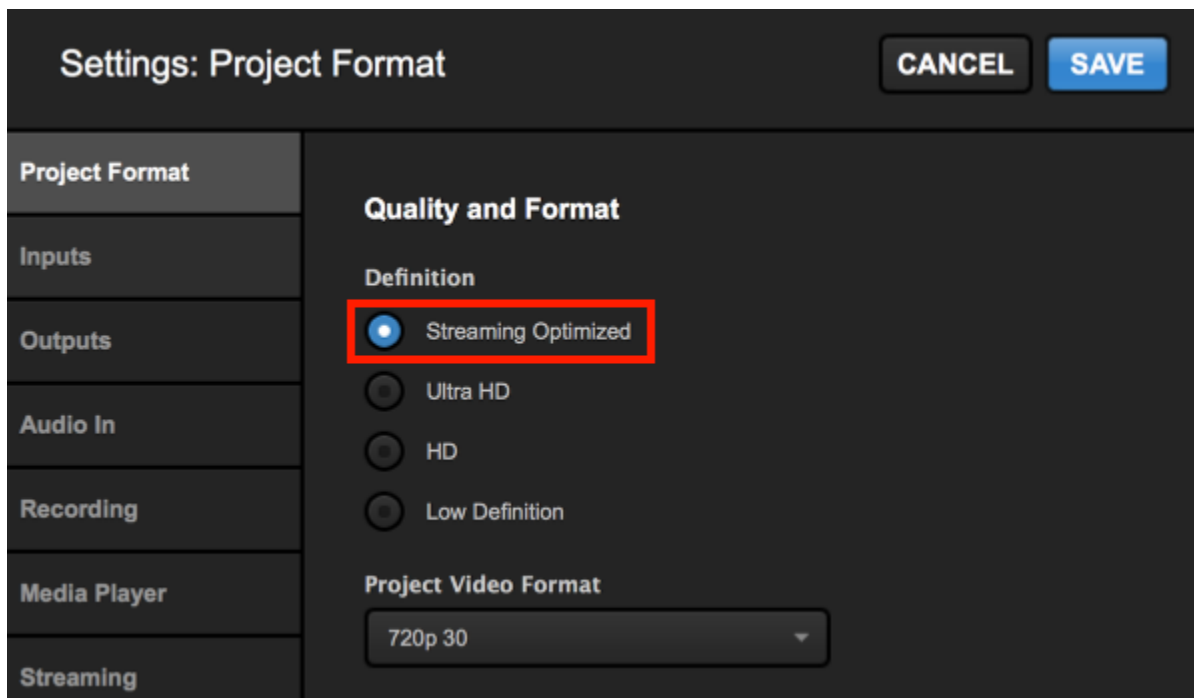 Settings: Project Format
CANCEL
SAVE
Project Format
Inputs
Outputs
Audio In
Recording
Media Player
Streaming
Quality and Format
Definition
Streaming Optimized
Ultra HD
HD
Low Definition
Project Video Format
720p 30